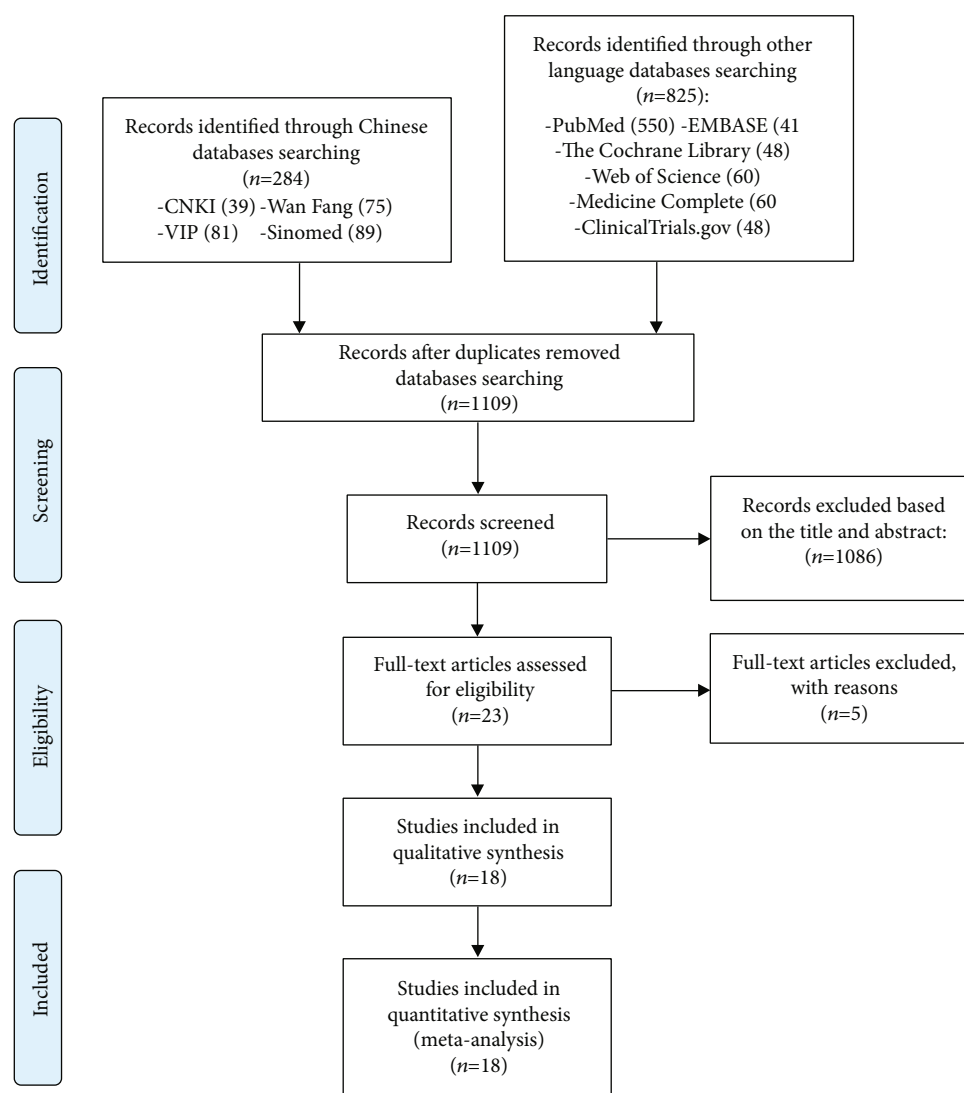 Identification
Records identified through Chinese
databases searching
(n=284)
-CNKI (39) -Wan Fang (75)
-VIP (81) -Sinomed (89)
Records identified through other
language databases searching
(n=825):
-PubMed (550) -EMBASE (41
-The Cochrane Library (48)
-Web of Science (60)
-Medicine Complete (60
-ClinicalTrials.gov (48)
Records after duplicates removed
databases searching
(n=1109)
Screening
Records screened
(n=1109)
Records excluded based
on the title and abstract:
(n=1086)
Eligibility
Full-text articles assessed
for eligibility
(n=23)
Full-text articles excluded,
with reasons
(n=5)
Studies included in
qualitative synthesis
(n=18)
Included
Studies included in
quantitative synthesis
(meta-analysis)
(n=18)